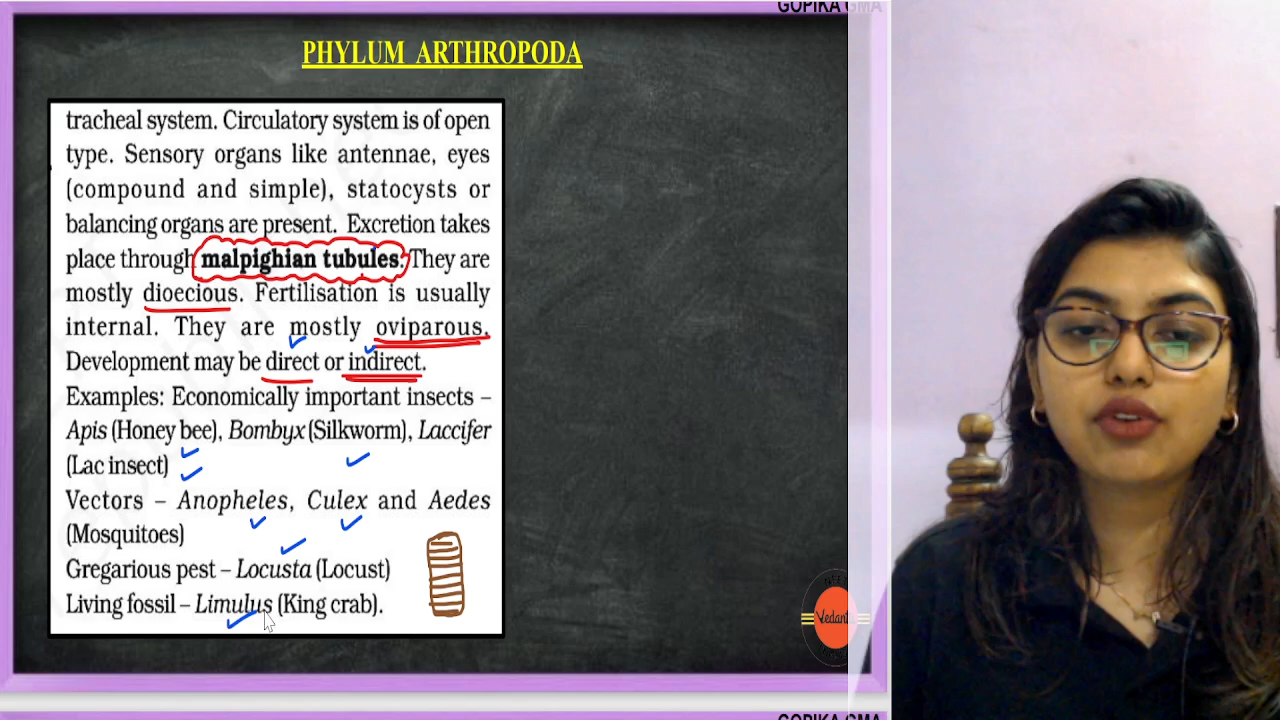 GOPIKA GMA
PHYLUM ARTHROPODA
tracheal system. Circulatory system is of open
type. Sensory organs like antennae, eyes
(compound and simple), statocysts or
balancing organs are present. Excretion takes
place through malpighian tubules. They are
mostly dioecious. Fertilisation is usually
internal. They are mostly oviparous.
Development may be direct or indirect.
Examples: Economically important insects –
Apis (Honey bee), Bombyx (Silkworm), Laccifer
(Lac insect)
Vectors – Anopheles, Culex and Aedes
(Mosquitoes)
Gregarious pest – Locusta (Locust)
Living fossil – Limulus (King crab).
Vedant
GOPIKA GMA